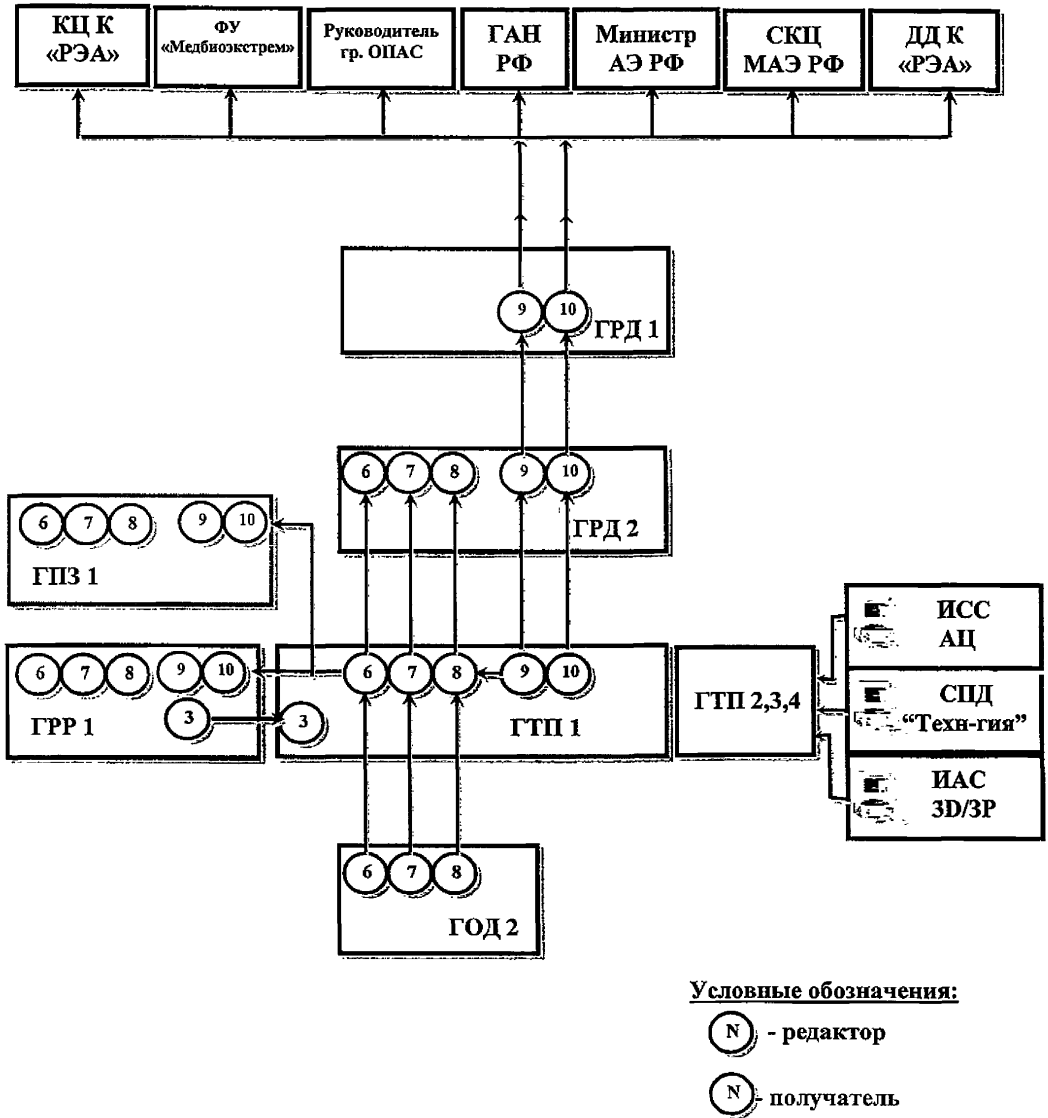 КЦ К
«РЭА»
ФУ
«Медбиоэкстрем»
Руководитель
гр. ОПАС
ГАН
РФ
Министр
АЭ РФ
СКЦ
МАЭ РФ
ДД К
«РЭА»
9 10
ГРД 1
6 7 8 9 10
ГРД 2
6 7 8 9 10
ГПЗ 1
6 7 8 9 10
3
ГРР 1
6 7 8 9 10
3
ГТП 1
ГТП 2,3,4
ИСС
АЦ
СПД
“Техн-гия”
ИАС
3D/3P
6 7 8
ГОД 2
Условные обозначения:
N - редактор
N - получатель